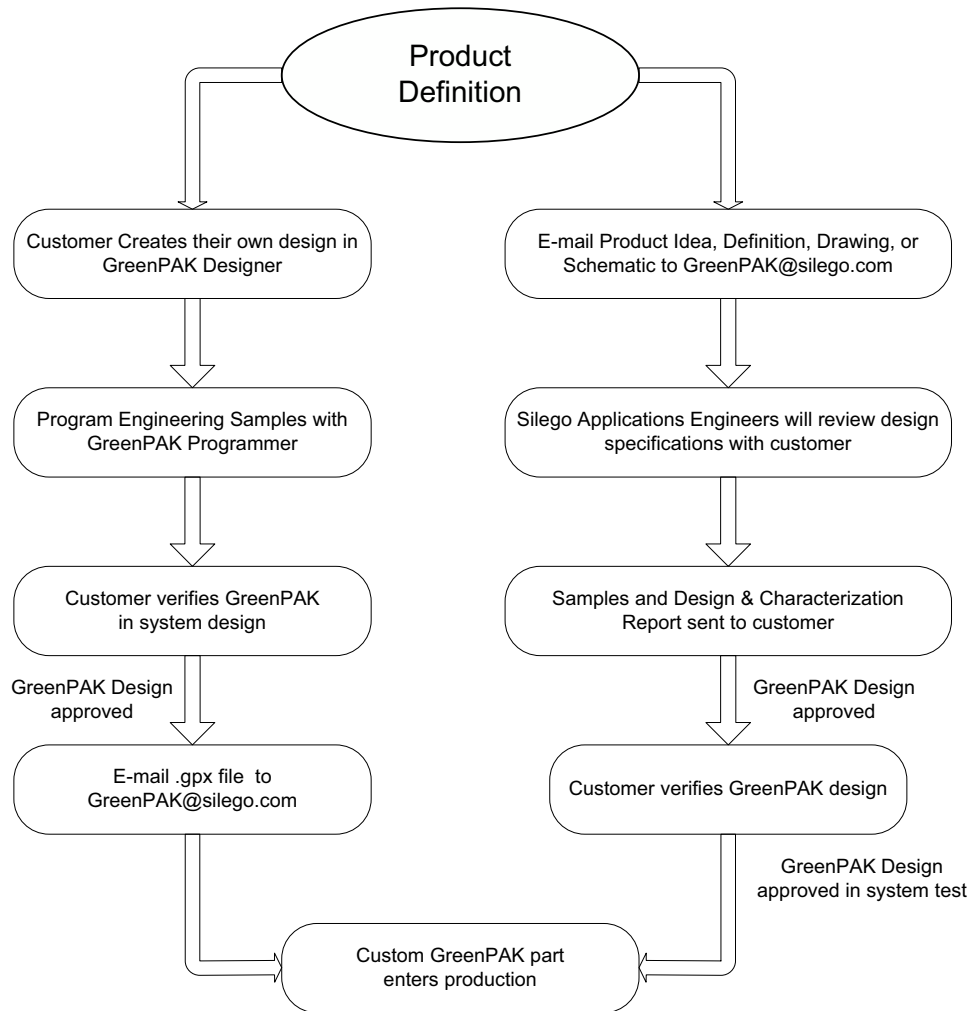 Product
Definition
Customer Creates their own design in
GreenPAK Designer
E-mail Product Idea, Definition, Drawing, or
Schematic to GreenPAK@silego.com
Program Engineering Samples with
GreenPAK Programmer
Silego Applications Engineers will review design
specifications with customer
Customer verifies GreenPAK
in system design
Samples and Design & Characterization
Report sent to customer
GreenPAK Design
approved
GreenPAK Design
approved
E-mail .gpx file to
GreenPAK@silego.com
Customer verifies GreenPAK design
GreenPAK Design
approved in system test
Custom GreenPAK part
enters production